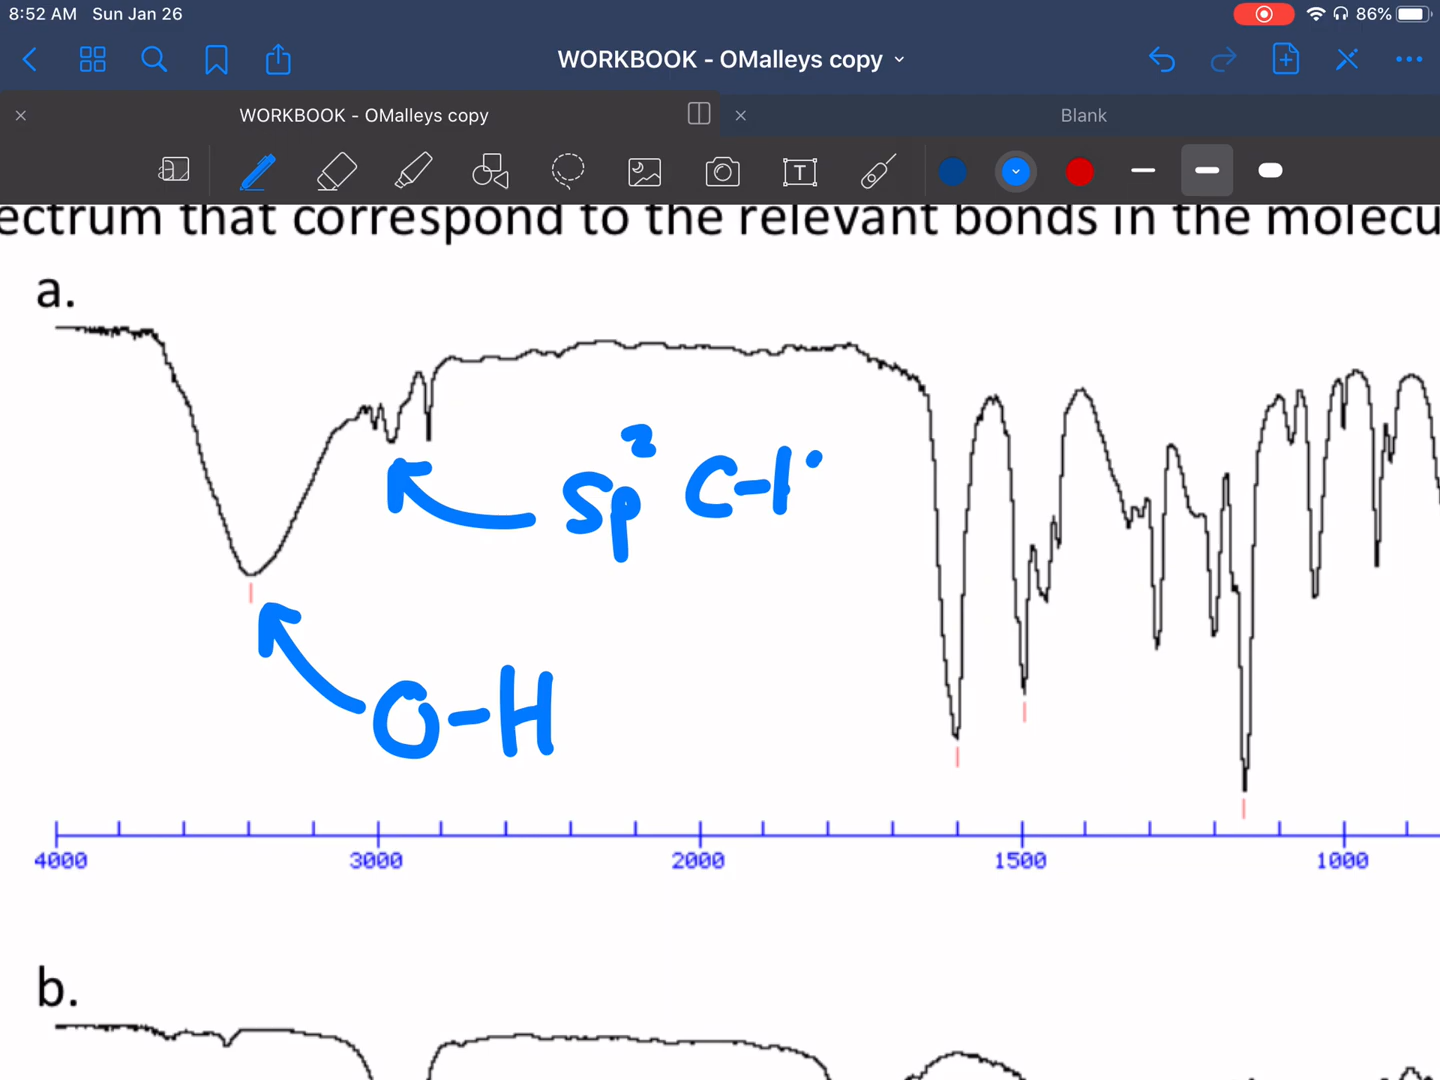 8:52 AM Sun Jan 26 86%
WORKBOOK - OMalleys copy
WORKBOOK - OMalleys copy Blank
T
ectrum that correspond to the relevant bonds in the molecu
a.
Sp² C-
O-H
4000 3000 2000 1500 1000
b.